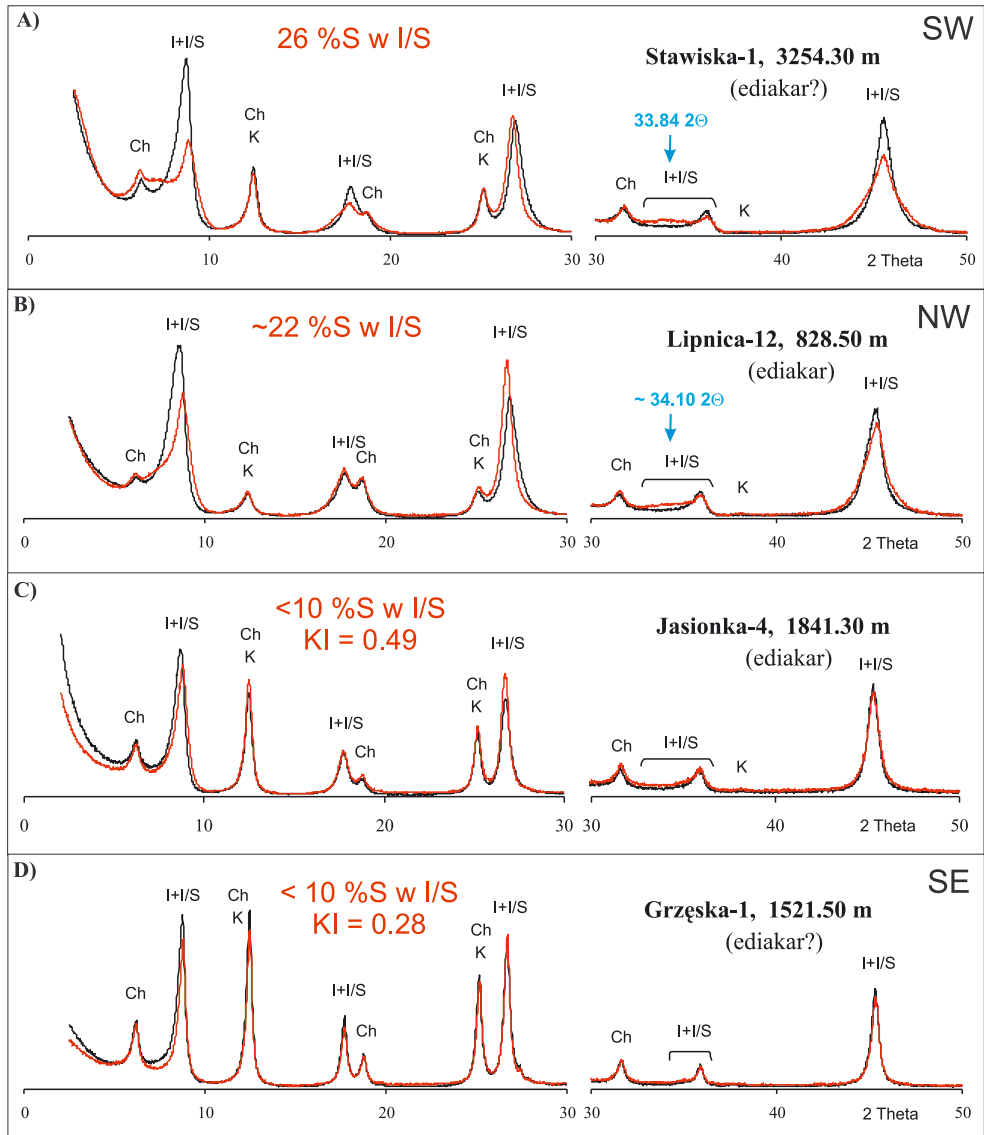 A)
SW
26 %S w I/S
Stawiska-1, 3254.30 m
(ediakar?)
I+I/S
Ch
Ch
K
I+I/S
Ch
Ch
K
I+I/S
33.84 2Θ
Ch
I+I/S
K
I+I/S
0
10
20
30
30
40
2 Theta
50
B)
NW
~22 %S w I/S
Lipnica-12, 828.50 m
(ediakar)
I+I/S
Ch
Ch
K
I+I/S
Ch
Ch
K
I+I/S
~ 34.10 2Θ
Ch
I+I/S
K
I+I/S
0
10
20
30
30
40
2 Theta
50
C)
<10 %S w I/S
KI = 0.49
Jasionka-4, 1841.30 m
(ediakar)
I+I/S
Ch
Ch
K
I+I/S
Ch
Ch
K
I+I/S
Ch
I+I/S
K
I+I/S
0
10
20
30
30
40
2 Theta
50
D)
SE
< 10 %S w I/S
KI = 0.28
Grzęska-1, 1521.50 m
(ediakar?)
I+I/S
Ch
Ch
K
I+I/S
Ch
Ch
K
I+I/S
Ch
I+I/S
I+I/S
0
10
20
30
30
40
2 Theta
50